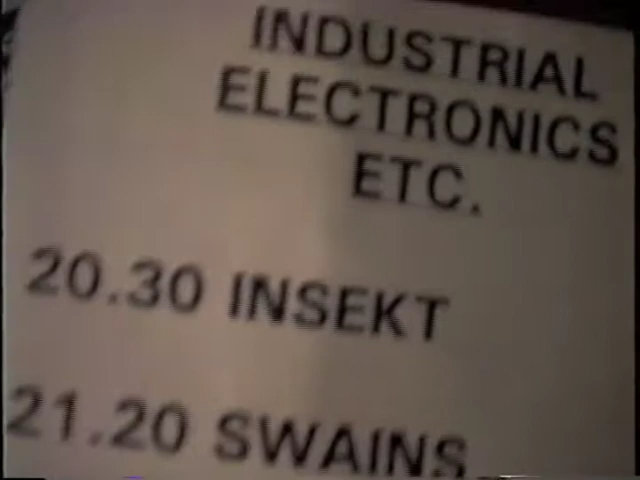 INDUSTRIAL
ELECTRONICS
ETC.
20.30 INSEKT
21.20 SWAINS